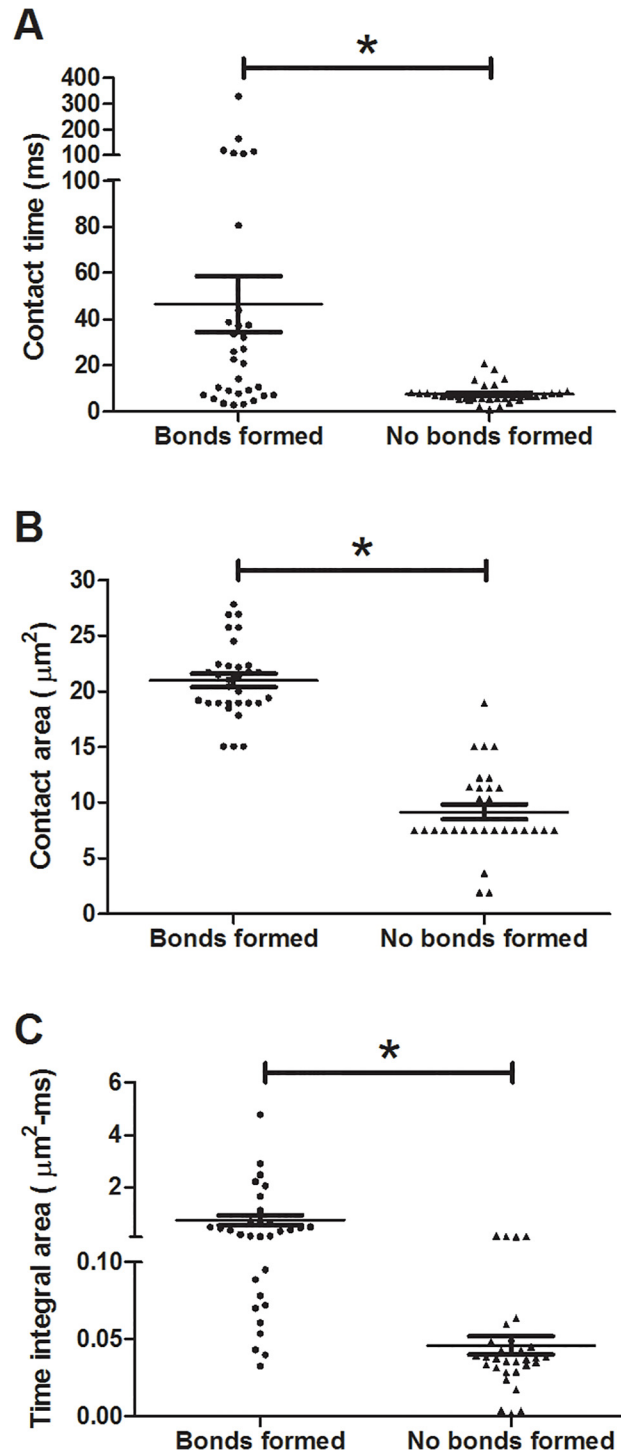 A
*
Contact time (ms)
400
300
200
100
100
80
60
40
20
0
Bonds formed
No bonds formed
B
*
Contact area ( μm²)
30
25
20
15
10
5
0
Bonds formed
No bonds formed
C
*
Time integral area ( μm²-ms)
6
4
2
0.10
0.05
0.00
Bonds formed
No bonds formed